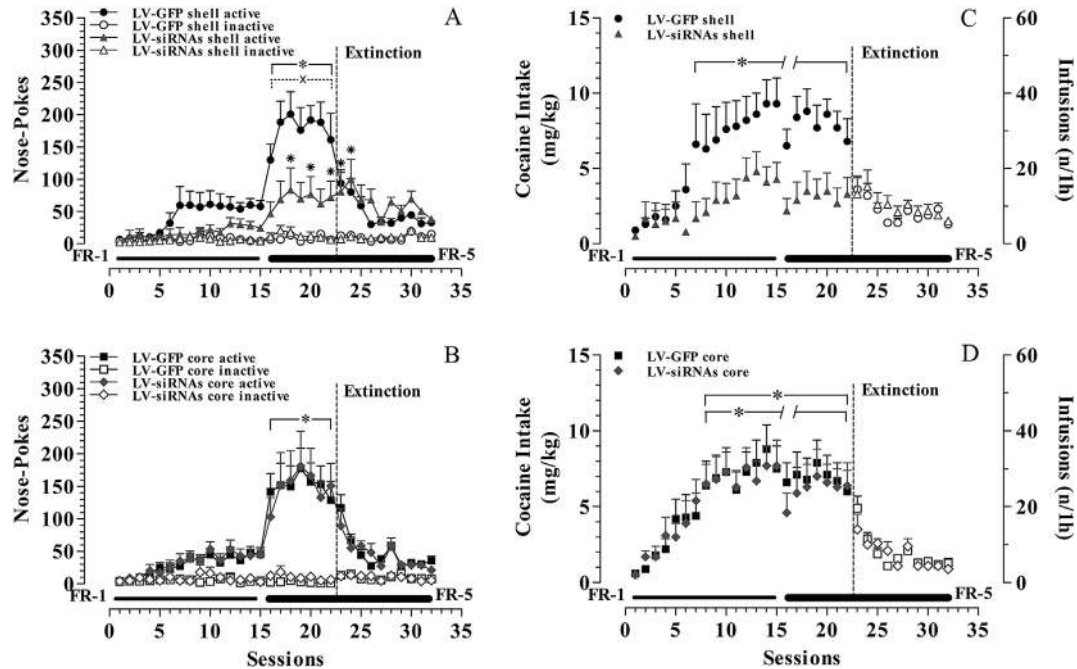 LV-GFP shell active
LV-GFP shell inactive
LV-siRNAs shell active
LV-siRNAs shell inactive
A
Extinction
*
x
* * * * *
Nose-Pokes
350
300
250
200
150
100
50
0
FR-1
FR-5
0 5 10 15 20 25 30 35
LV-GFP shell
LV-siRNAs shell
C
Extinction
*
Cocaine Intake
(mg/kg)
15
10
5
0
60
40
20
0
Infusions (n/1h)
FR-1
FR-5
0 5 10 15 20 25 30 35
LV-GFP core active
LV-GFP core inactive
LV-siRNAs core active
LV-siRNAs core inactive
B
Extinction
*
Nose-Pokes
350
300
250
200
150
100
50
0
FR-1
FR-5
0 5 10 15 20 25 30 35
Sessions
LV-GFP core
LV-siRNAs core
D
Extinction
*
*
Cocaine Intake
(mg/kg)
15
10
5
0
60
40
20
0
Infusions (n/1h)
FR-1
FR-5
0 5 10 15 20 25 30 35
Sessions